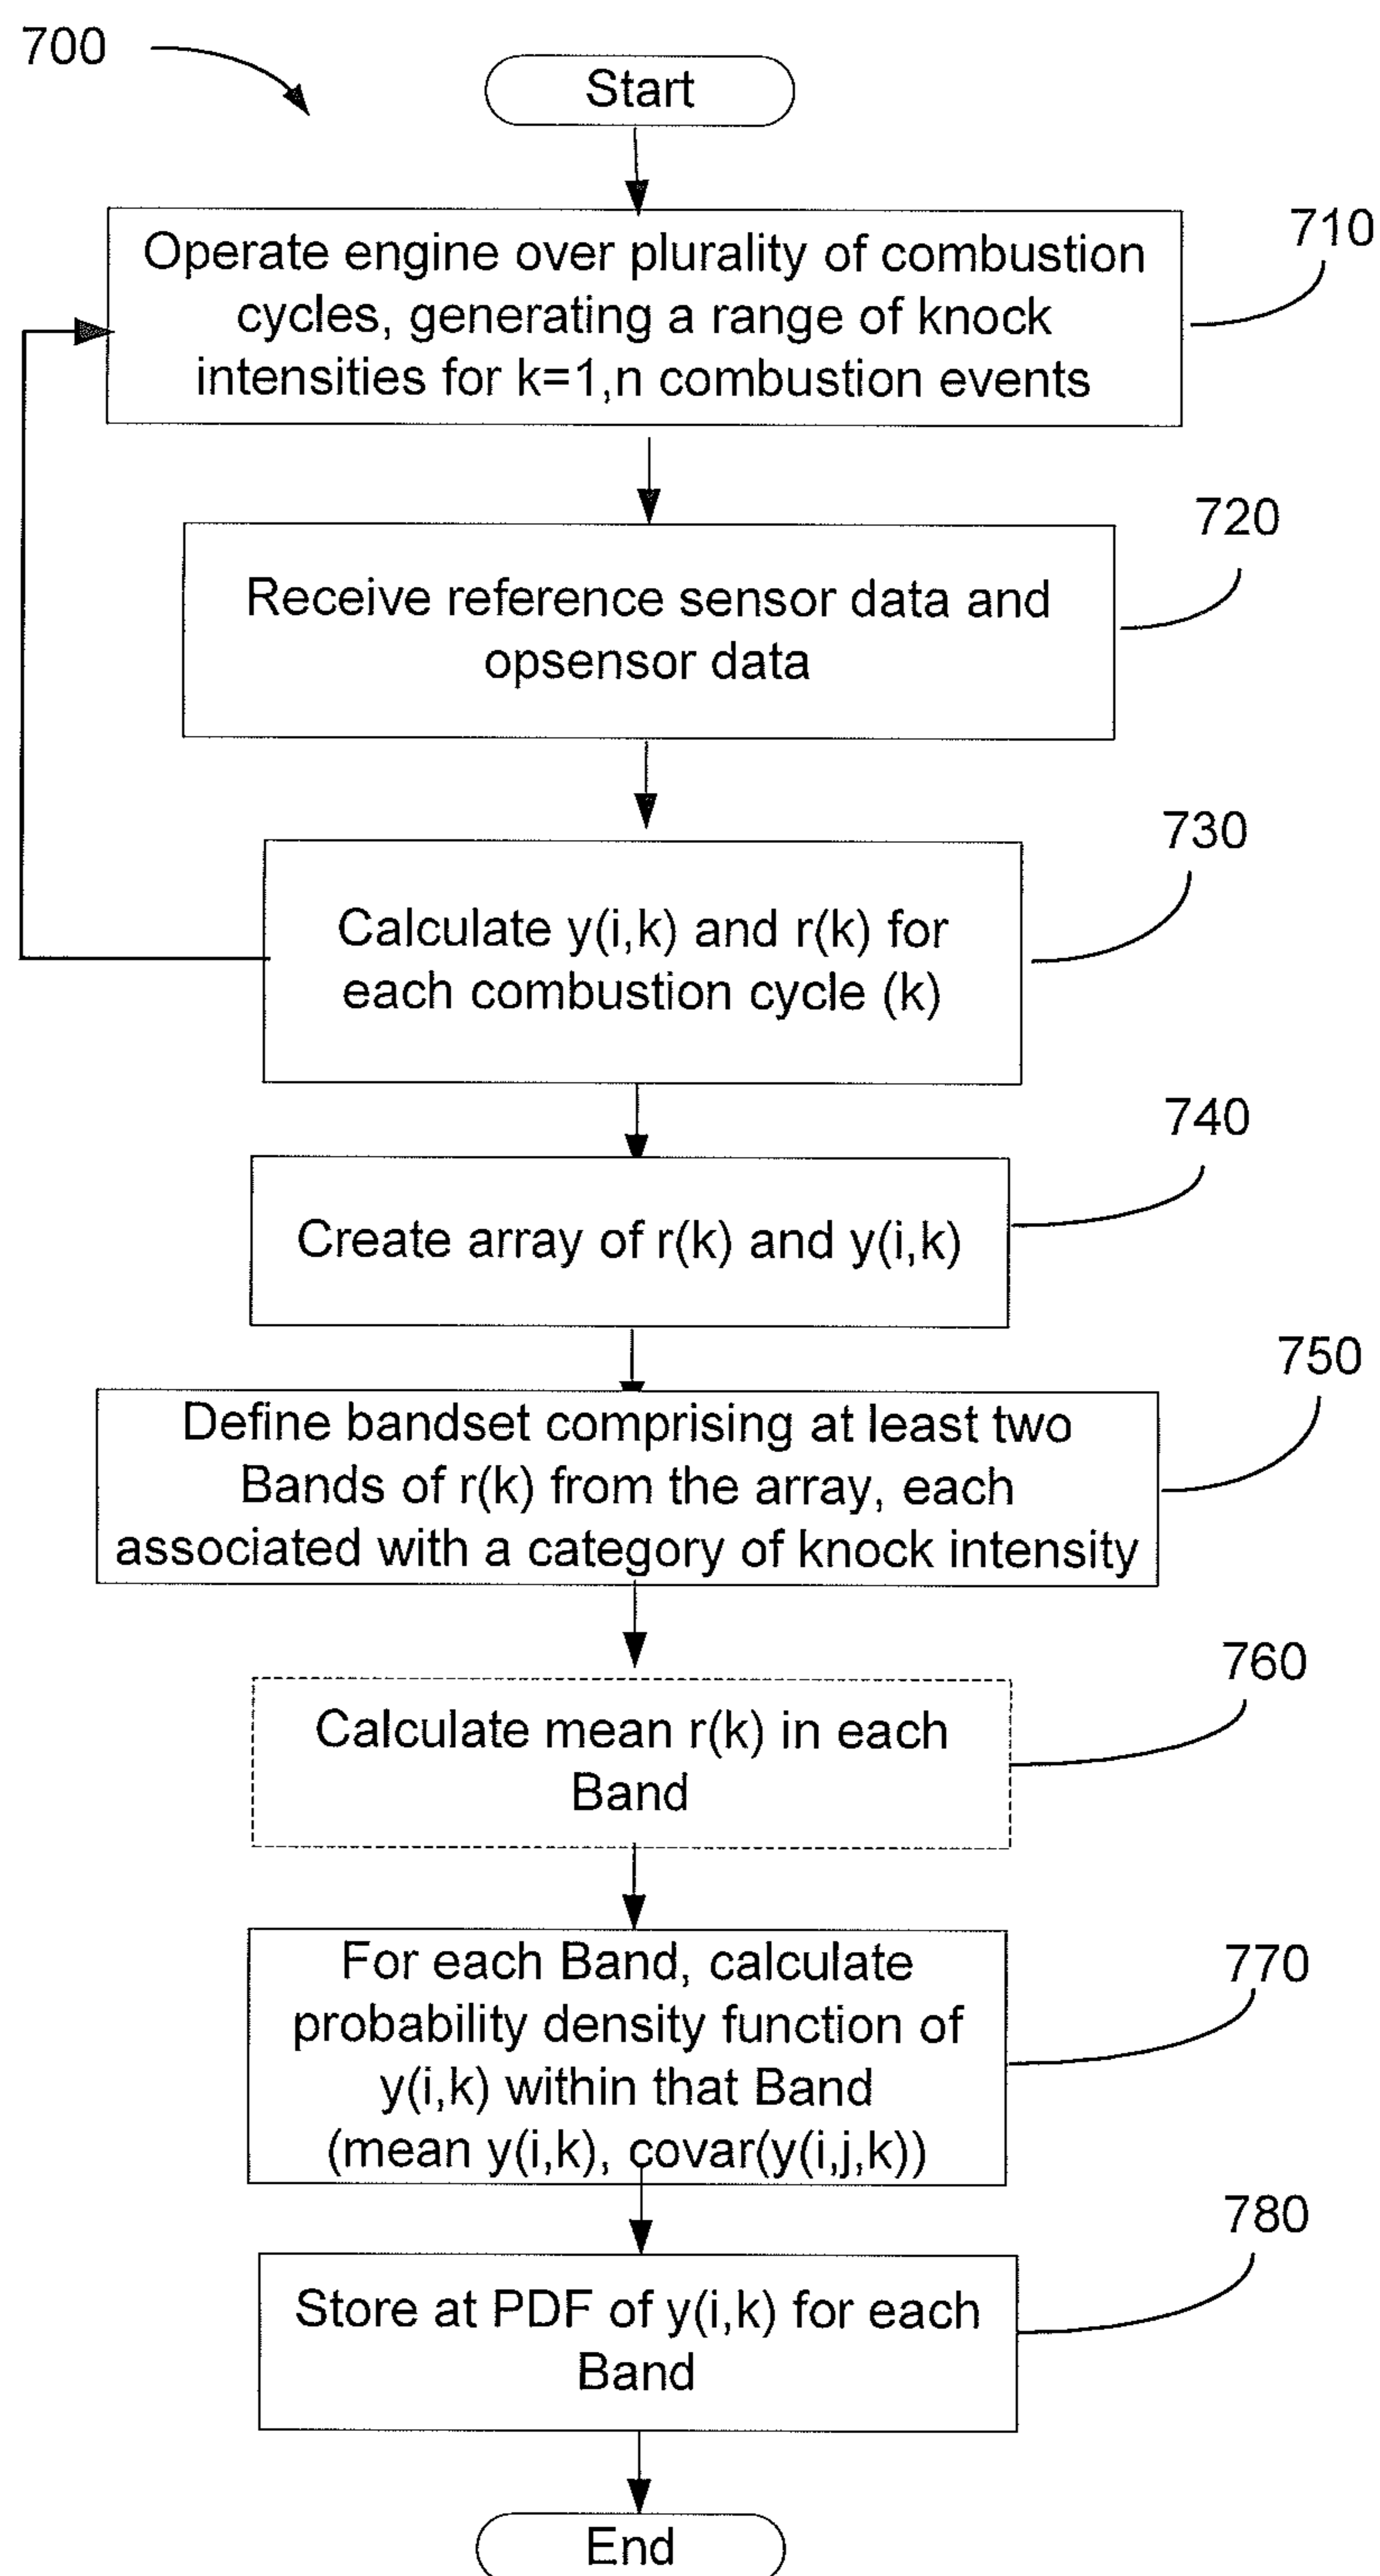 700
Start
710
Operate engine over plurality of combustion
cycles, generating a range of knock
intensities for k=1,n combustion events
720
Receive reference sensor data and
opsensor data
730
Calculate y(i,k) and r(k) for
each combustion cycle (k)
740
Create array of r(k) and y(i,k)
750
Define bandset comprising at least two
Bands of r(k) from the array, each
associated with a category of knock intensity
760
Calculate mean r(k) in each
Band
770
For each Band, calculate
probability density function of
y(i,k) within that Band
(mean y(i,k), covar(y(i,j,k))
780
Store at PDF of y(i,k) for each
Band
End